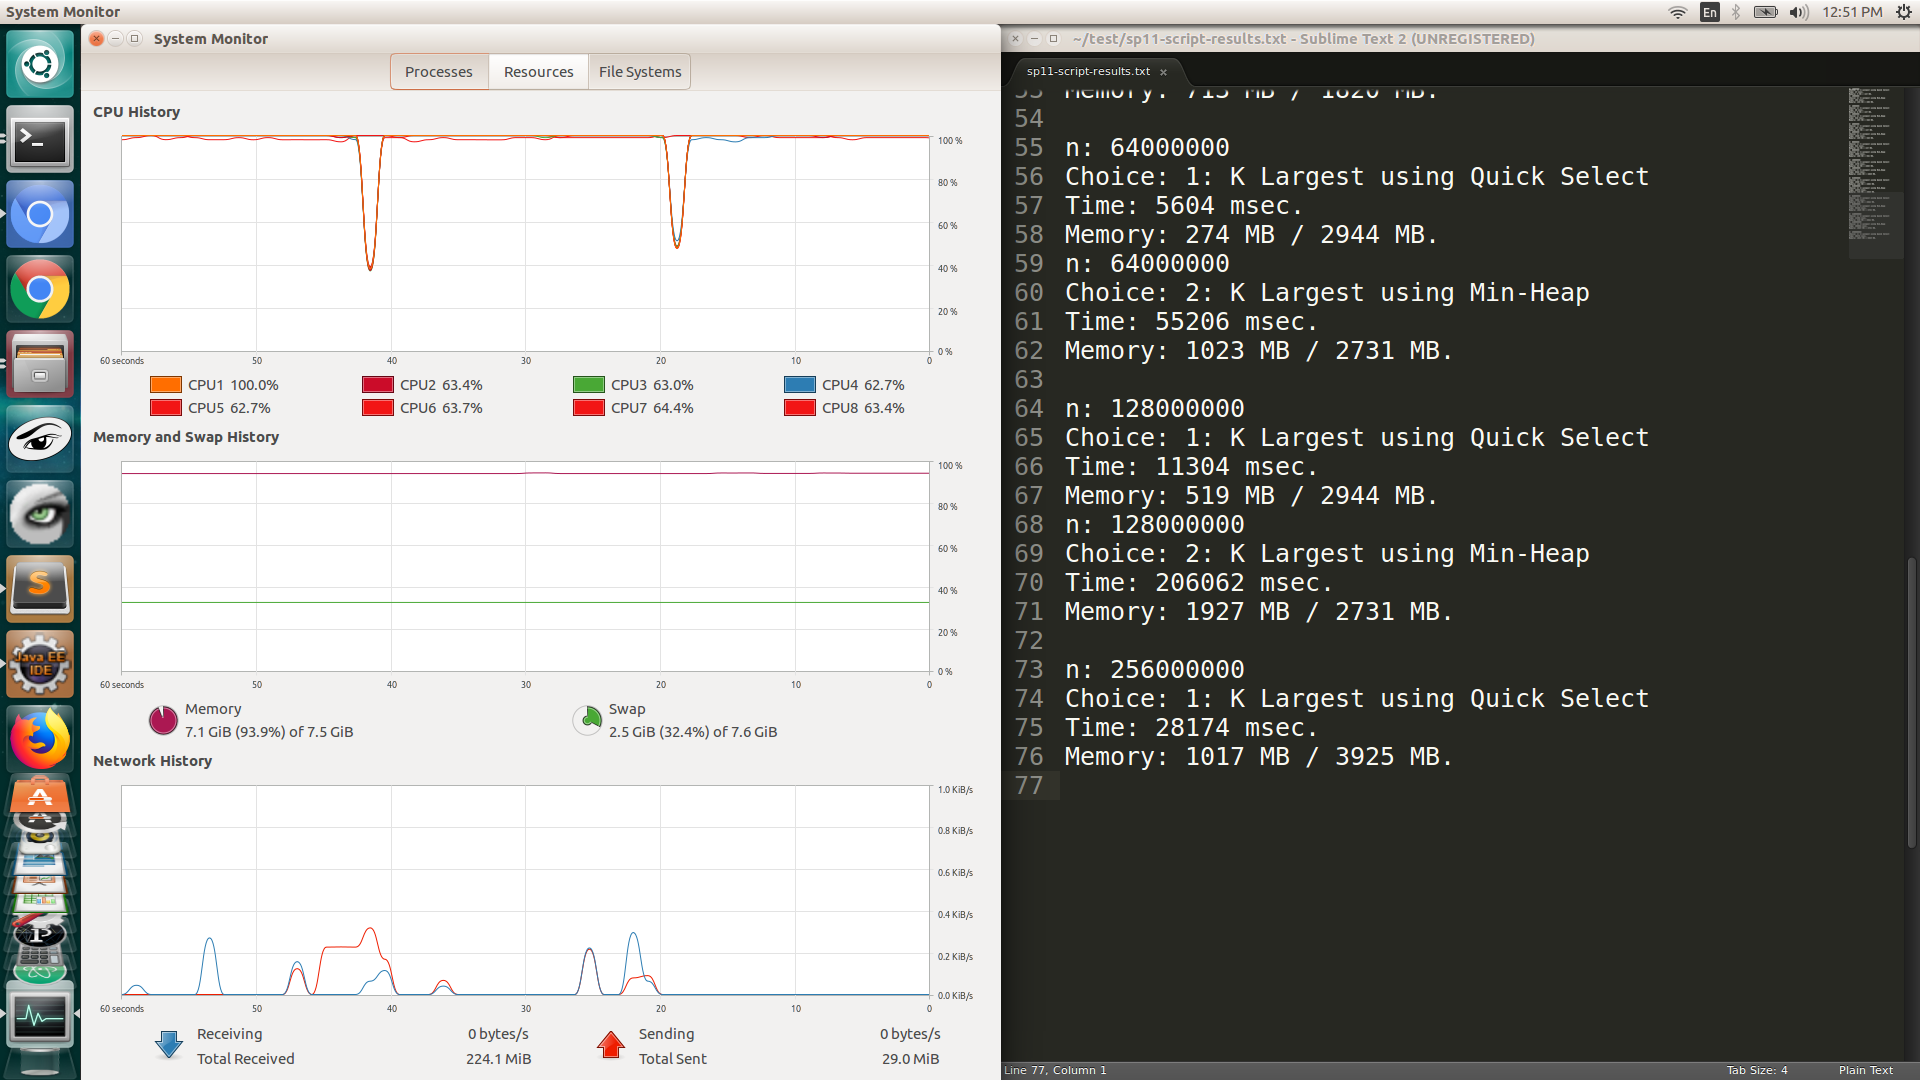 System Monitor
En
12:51 PM
System Monitor
Processes
Resources
File Systems
CPU History
100 %
80 %
60 %
40 %
20 %
0 %
60 seconds 50 40 30 20 10 0
CPU1 100.0% CPU2 63.4% CPU3 63.0% CPU4 62.7%
CPU5 62.7% CPU6 63.7% CPU7 64.4% CPU8 63.4%
Memory and Swap History
100 %
80 %
60 %
40 %
20 %
0 %
60 seconds 50 40 30 20 10 0
Memory
7.1 GiB (93.9%) of 7.5 GiB
Swap
2.5 GiB (32.4%) of 7.6 GiB
Network History
1.0 KiB/s
0.8 KiB/s
0.6 KiB/s
0.4 KiB/s
0.2 KiB/s
0.0 KiB/s
60 seconds 50 40 30 20 10 0
Receiving 0 bytes/s
Total Received 224.1 MiB
Sending 0 bytes/s
Total Sent 29.0 MiB
Java EE
IDE
~/test/sp11-script-results.txt - Sublime Text 2 (UNREGISTERED)
sp11-script-results.txt
53 Memory: 713 MB / 1820 MB.
54
55 n: 64000000
56 Choice: 1: K Largest using Quick Select
57 Time: 5604 msec.
58 Memory: 274 MB / 2944 MB.
59 n: 64000000
60 Choice: 2: K Largest using Min-Heap
61 Time: 55206 msec.
62 Memory: 1023 MB / 2731 MB.
63
64 n: 128000000
65 Choice: 1: K Largest using Quick Select
66 Time: 11304 msec.
67 Memory: 519 MB / 2944 MB.
68 n: 128000000
69 Choice: 2: K Largest using Min-Heap
70 Time: 206062 msec.
71 Memory: 1927 MB / 2731 MB.
72
73 n: 256000000
74 Choice: 1: K Largest using Quick Select
75 Time: 28174 msec.
76 Memory: 1017 MB / 3925 MB.
77
Line 77, Column 1
Tab Size: 4
Plain Text